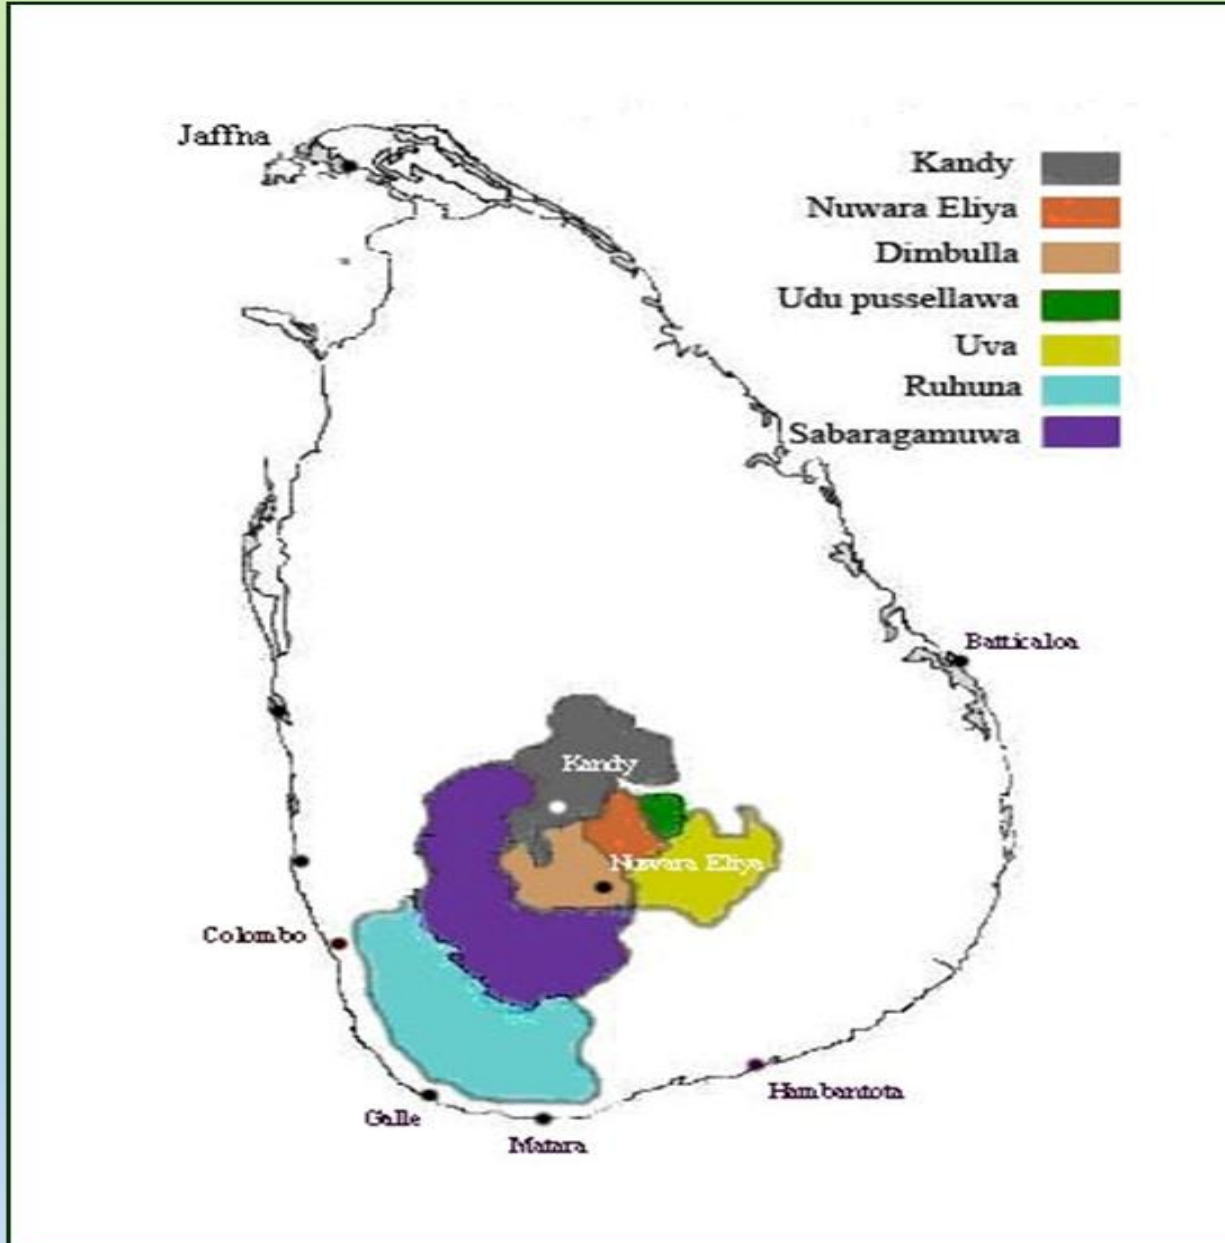 Jaffna
Kandy
Nuwara Eliya
Dimbulla
Udu pussellawa
Uva
Ruhuna
Sabaragamuwa
Batticaloa
Kandy
Nuwara Eliya
Colombo
Hambantota
Galle
Matara